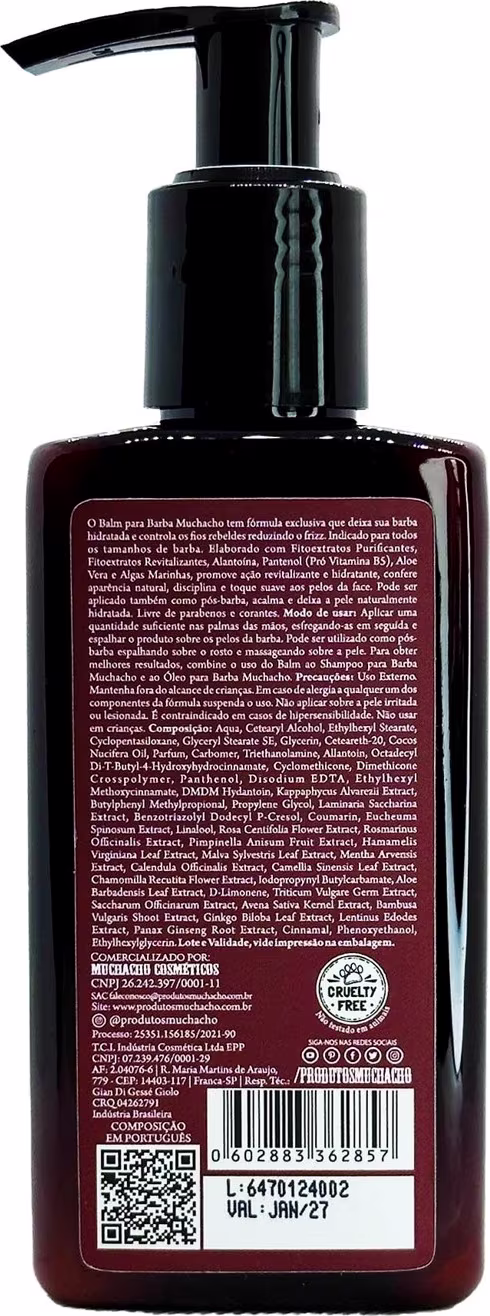 O Balm para Barba Muchacho tem fórmula exclusiva que deixa sua barba
hidratada e controla os fios rebeldes reduzindo o frizz. Indicado para todos
os tamanhos de barba. Elaborado com Fitoextratos Purificantes,
Fitoextratos Revitalizantes, Alantoína, Pantenol (Pró Vitamina B5), Aloe
Vera e Algas Marinhas, promove ação revitalizante e hidratante, confere
aparência natural, disciplina e toque suave aos pelos da face. Pode ser
aplicado também como pós-barba, acalma e deixa a pele naturalmente
hidratada. Livre de parabenos e corantes. Modo de usar: Aplicar uma
quantidade suficiente nas palmas das mãos, esfregando-as em seguida e
espalhar o produto sobre os pelos da barba. Pode ser utilizado como pós-
barba espalhando sobre o rosto e massageando sobre a pele. Para obter
melhores resultados, combine o uso do Balm ao Shampoo para Barba
Muchacho e ao Óleo para Barba Muchacho. Precauções: Uso Externo.
Mantenha fora do alcance de crianças. Em caso de alergia a qualquer um dos
componentes da fórmula suspenda o uso. Não aplicar sobre a pele irritada
ou lesionada. É contraindicado em casos de hipersensibilidade. Não usar
em crianças. Composição: Aqua, Cetearyl Alcohol, Ethylhexyl Stearate,
Cyclopentasiloxane, Glyceryl Stearate SE, Glycerin, Ceteareth-20, Cocos
Nucifera Oil, Parfum, Carbomer, Triethanolamine, Allantoin, Octadecyl
Di-T-Butyl-4-Hydroxyhydrocinnamate, Cyclomethicone, Dimethicone
Crosspolymer, Panthenol, Disodium EDTA, Ethylhexyl
Methoxycinnamate, DMDM Hydantoin, Kappaphycus Alvarezii Extract,
Butylphenyl Methylpropional, Propylene Glycol, Laminaria Saccharina
Extract, Benzotriazolyl Dodecyl P-Cresol, Coumarin, Eucheuma
Spinosum Extract, Linalool, Rosa Centifolia Flower Extract, Rosmarinus
Officinalis Extract, Pimpinella Anisum Fruit Extract, Hamamelis
Virginiana Leaf Extract, Malva Sylvestris Leaf Extract, Mentha Arvensis
Extract, Calendula Officinalis Extract, Camellia Sinensis Leaf Extract,
Chamomilla Recutita Flower Extract, Iodopropynyl Butylcarbamate, Aloe
Barbadensis Leaf Extract, D-Limonene, Triticum Vulgare Germ Extract,
Saccharum Officinarum Extract, Avena Sativa Kernel Extract, Bambusa
Vulgaris Shoot Extract, Ginkgo Biloba Leaf Extract, Lentinus Edodes
Extract, Panax Ginseng Root Extract, Cinnamal, Phenoxyethanol,
Ethylhexylglycerin. Lote e Validade, vide impressão na embalagem.
COMERCIALIZADO POR:
MUCHACHO COSMÉTICOS
CNPJ 26.242.397/0001-11
SAC faleconosco@produtosmuchacho.com.br
Site: www.produtosmuchacho.com.br
@produtosmuchacho
Processo: 25351.156185/2021-90
T.C.I. Indústria Cosmética Ltda EPP
CNPJ: 07.239.476/0001-29
AF: 2.04076-6 | R. Maria Martins de Araujo,
779 - CEP: 14403-117 | Franca-SP | Resp. Téc.:
Gian Di Gessé Giolo
CRQ 04262791
Indústria Brasileira
COMPOSIÇÃO
EM PORTUGUÊS
CRUELTY
FREE
Não testado em animais
SIGA-NOS NAS REDES SOCIAIS
/PRODUTOSMUCHACHO
0 602883 362857
L:6470124002
VAL:JAN/27